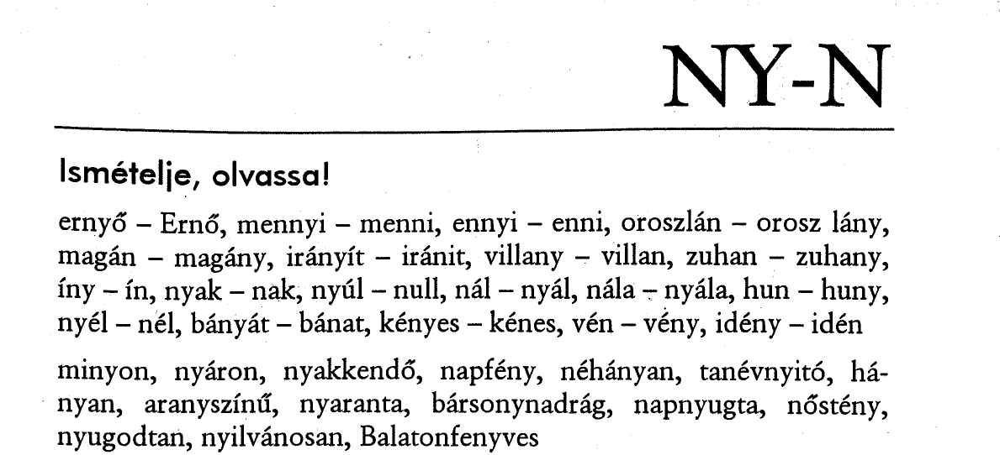 NY-N
Ismételje, olvassa!
ernyő – Ernő, mennyi – menni, ennyi – enni, oroszlán – orosz lány,
magán – magány, irányít – iránit, villany – villan, zuhan – zuhany,
íny – ín, nyak – nak, nyúl – null, nál – nyál, nála – nyála, hun – huny,
nyél – nél, bányát – bánat, kényes – kénes, vén – vény, idény – idén
minyon, nyáron, nyakkendő, napfény, néhányan, tanévnyitó, há-
nyan, aranyszínű, nyaranta, bársonynadrág, napnyugta, nőstény,
nyugodtan, nyilvánosan, Balatonfenyves